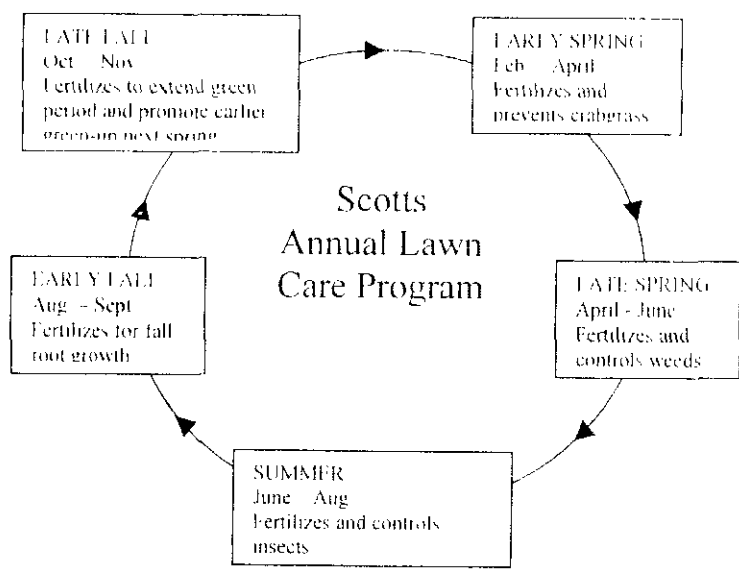 LATE FALL
Oct Nov
Fertilizes to extend green
period and promote earlier
green-up next spring
EARLY SPRING
Feb April
Fertilizes and
prevents crabgrass
Scotts
Annual Lawn
Care Program
EARLY FALL
Aug - Sept
Fertilizes for fall
root growth
LATE SPRING
April - June
Fertilizes and
controls weeds
SUMMER
June Aug
Fertilizes and controls
insects